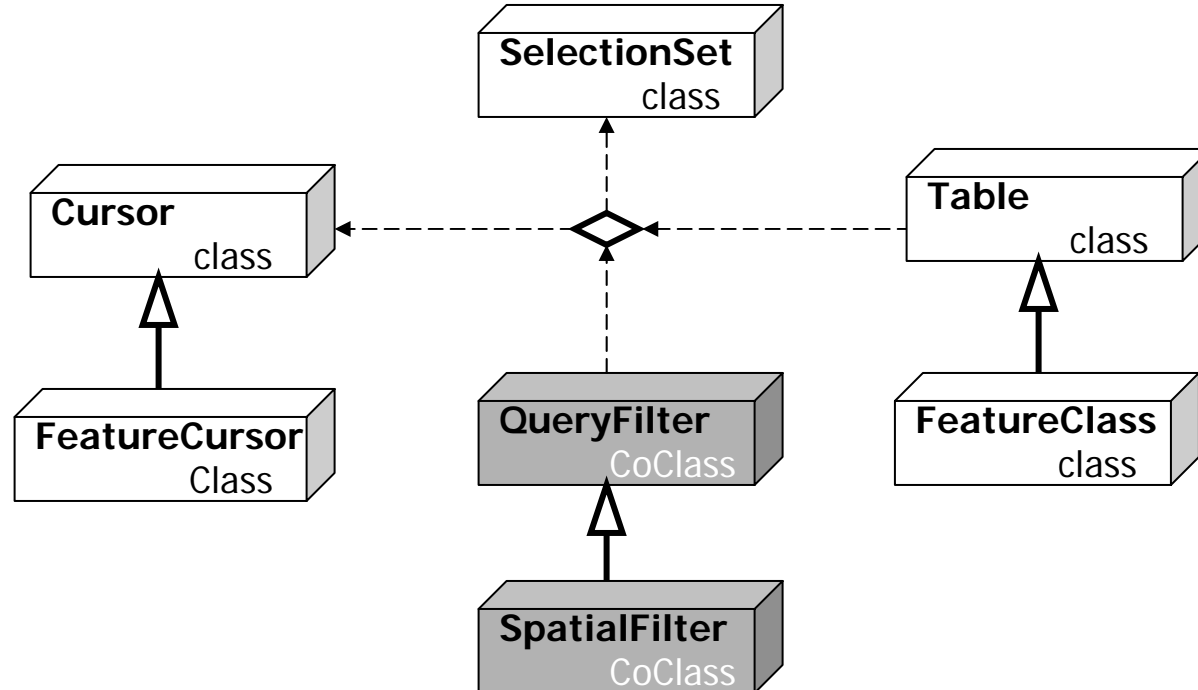 SelectionSet
class
Cursor
class
Table
class
FeatureCursor
Class
QueryFilter
CoClass
FeatureClass
class
SpatialFilter
CoClass